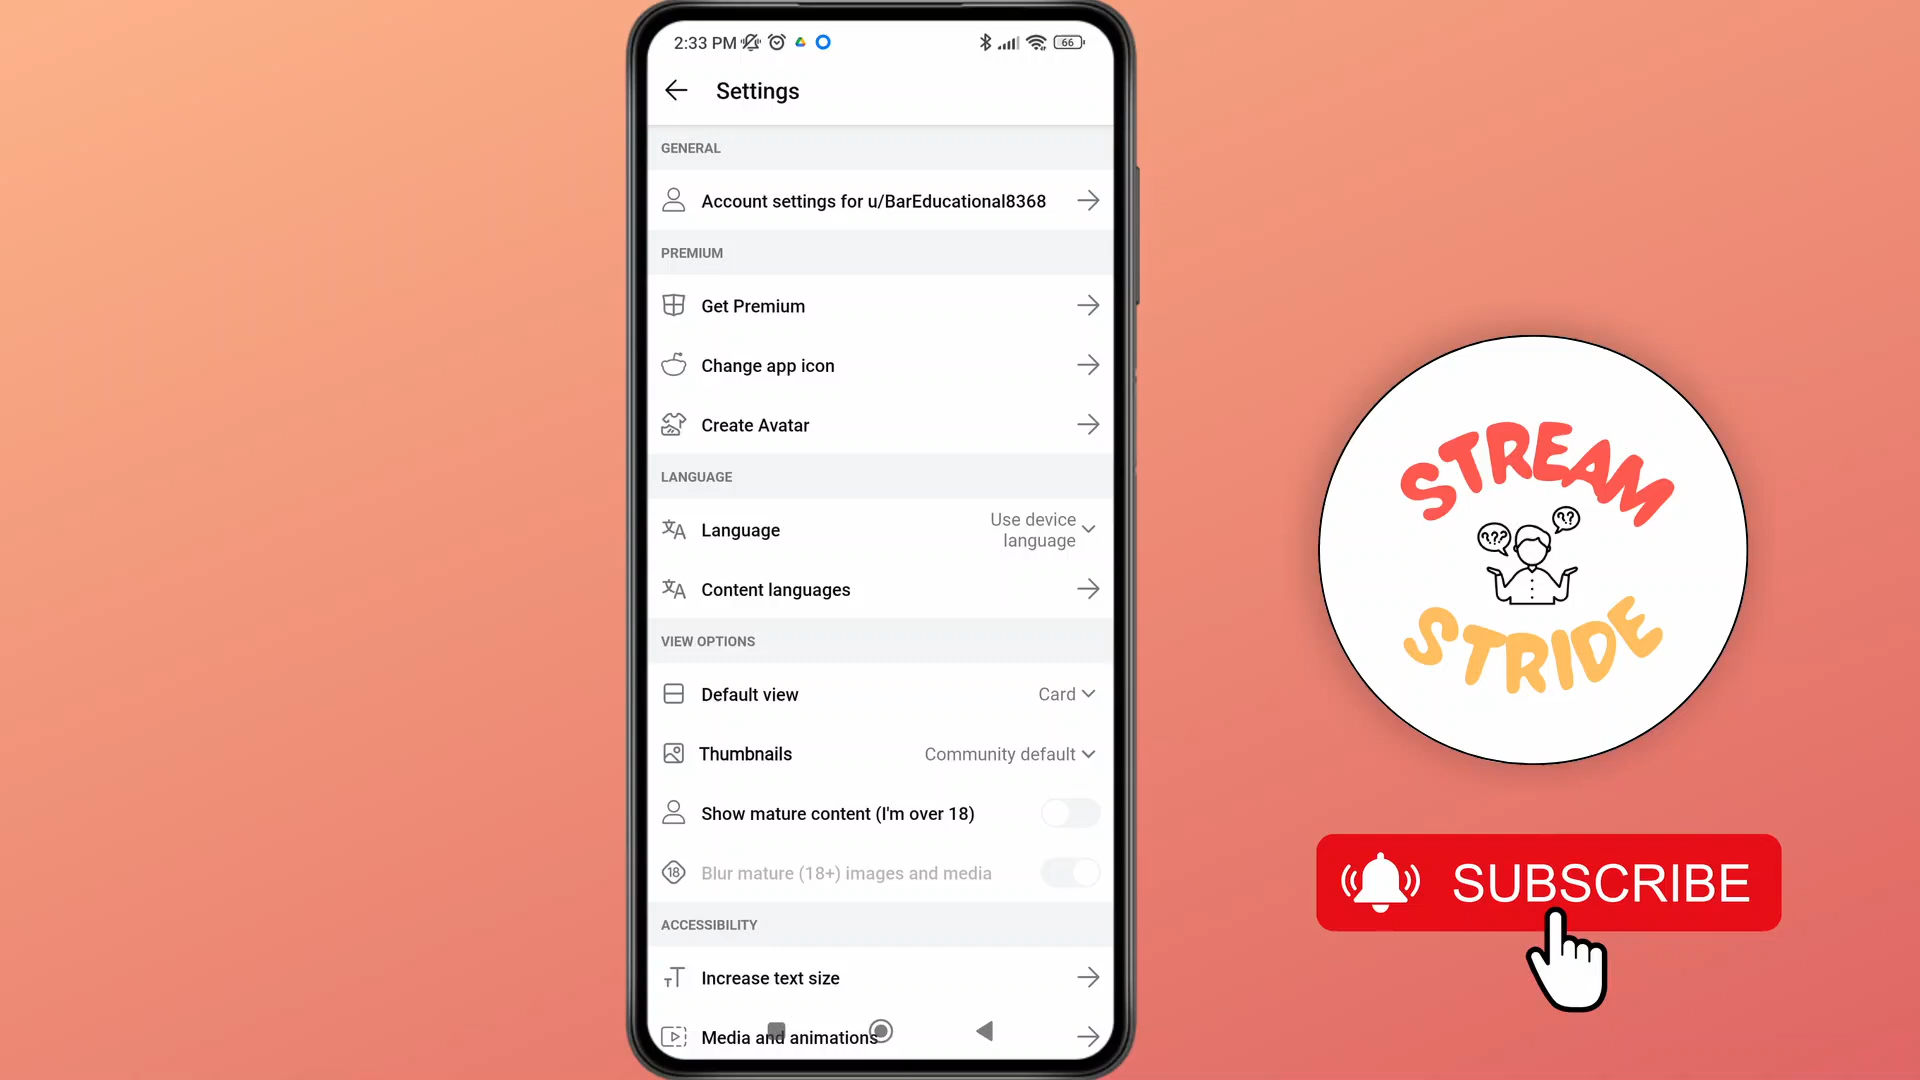 2:33 PM
66
Settings
GENERAL
Account settings for u/BarEducational8368
PREMIUM
Get Premium
Change app icon
Create Avatar
LANGUAGE
Language
Use device
language
Content languages
VIEW OPTIONS
Default view
Card
Thumbnails
Community default
Show mature content (I'm over 18)
18
Blur mature (18+) images and media
ACCESSIBILITY
Increase text size
Media and animations
STREAM
???
??
STRIDE
SUBSCRIBE